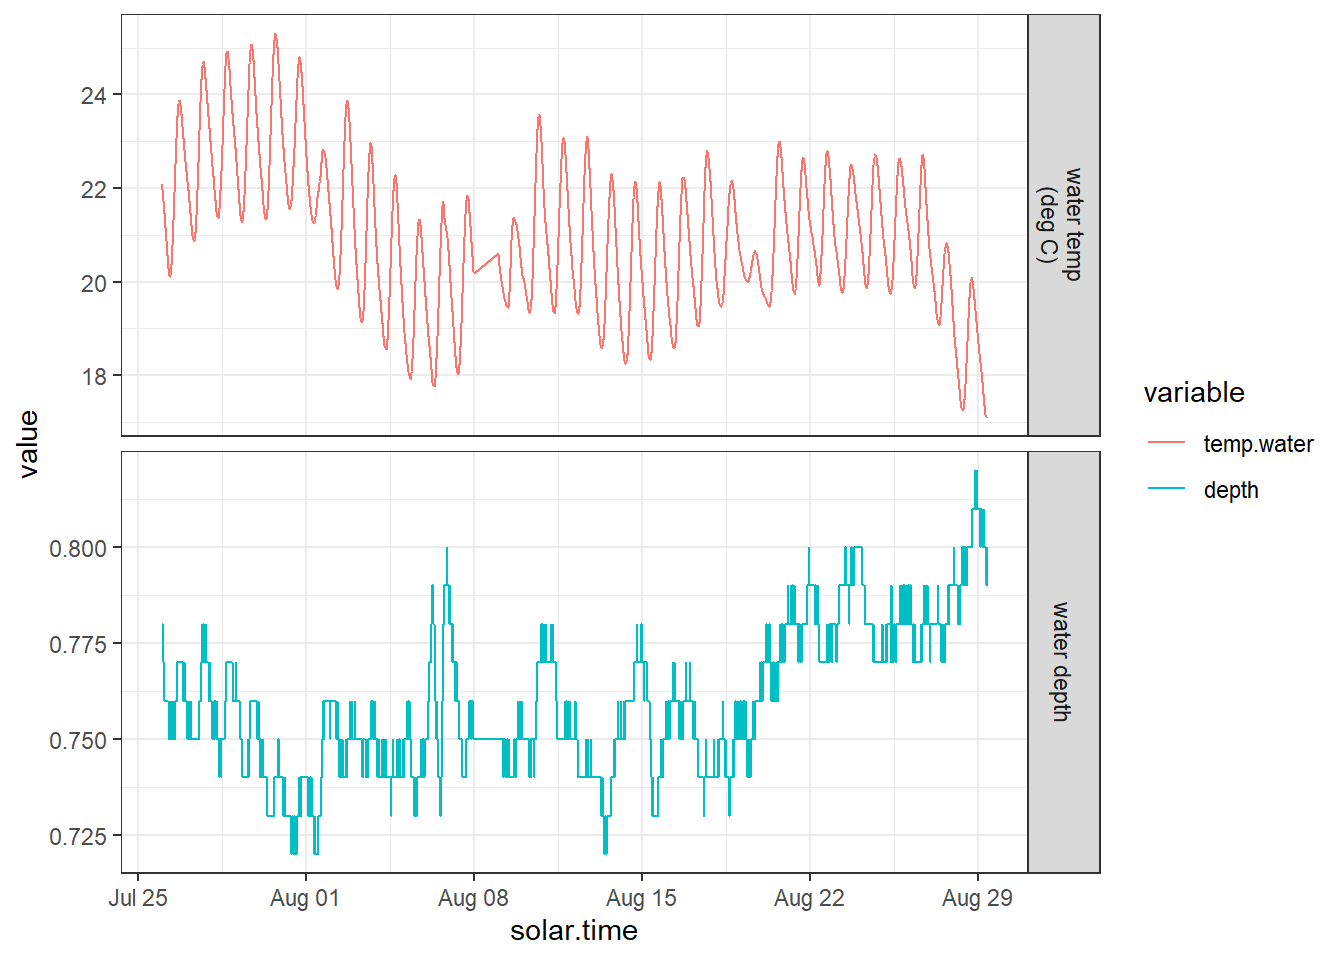 24
22
20
18
water temp
(deg C)
value
0.800
0.775
0.750
0.725
water depth
Jul 25
Aug 01
Aug 08
Aug 15
Aug 22
Aug 29
solar.time
variable
temp.water
depth